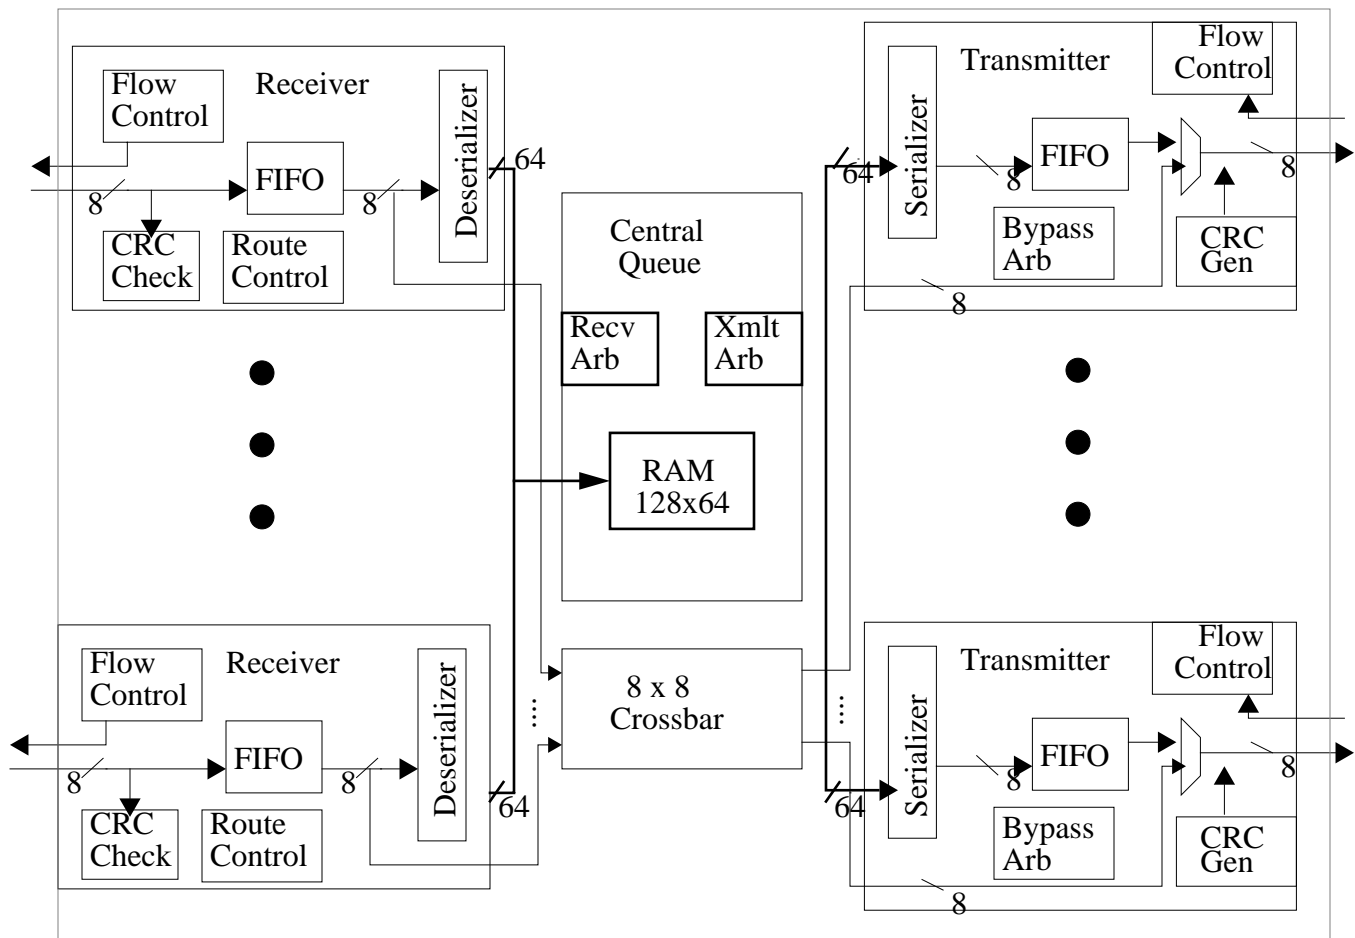 Flow
Control
Receiver
Deserializer
64
8
FIFO
8
CRC
Check
Route
Control
Central
Queue
Recv
Arb
Xmlt
Arb
RAM
128x64
Flow
Control
Transmitter
Serializer
64
8
FIFO
8
Bypass
Arb
CRC
Gen
8
Flow
Control
Receiver
Deserializer
8
FIFO
8
64
CRC
Check
Route
Control
8 x 8
Crossbar
Flow
Control
Transmitter
Serializer
64
8
FIFO
8
Bypass
Arb
CRC
Gen
8